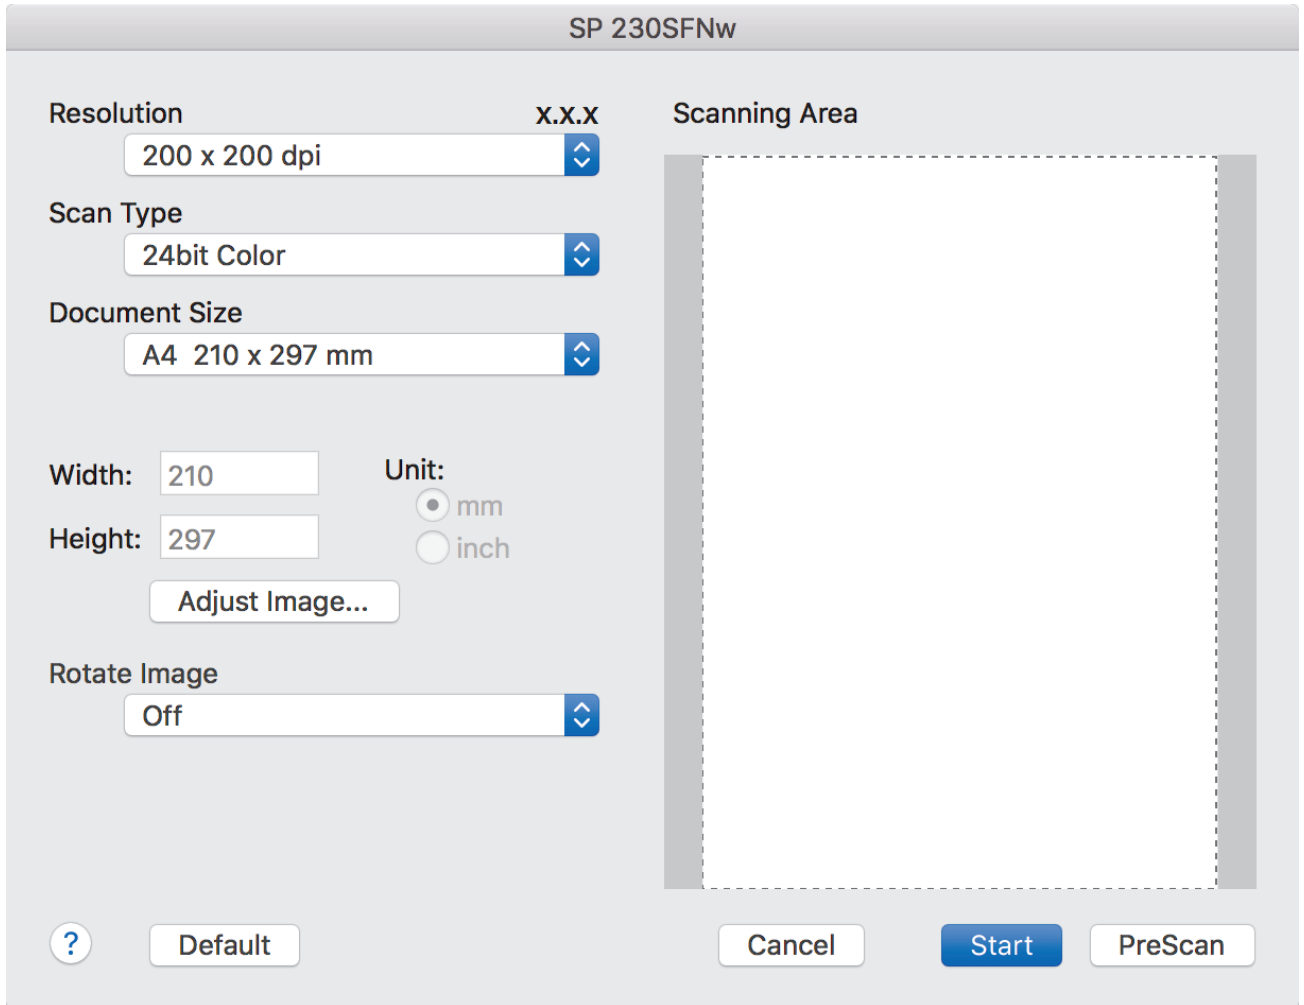 SP 230SFNw
Resolution
X.X.X
200 x 200 dpi
Scan Type
24bit Color
Document Size
A4 210 x 297 mm
Width:
210
Height:
297
Unit:
mm
inch
Adjust Image...
Rotate Image
Off
Scanning Area
?
Default
Cancel
Start
PreScan